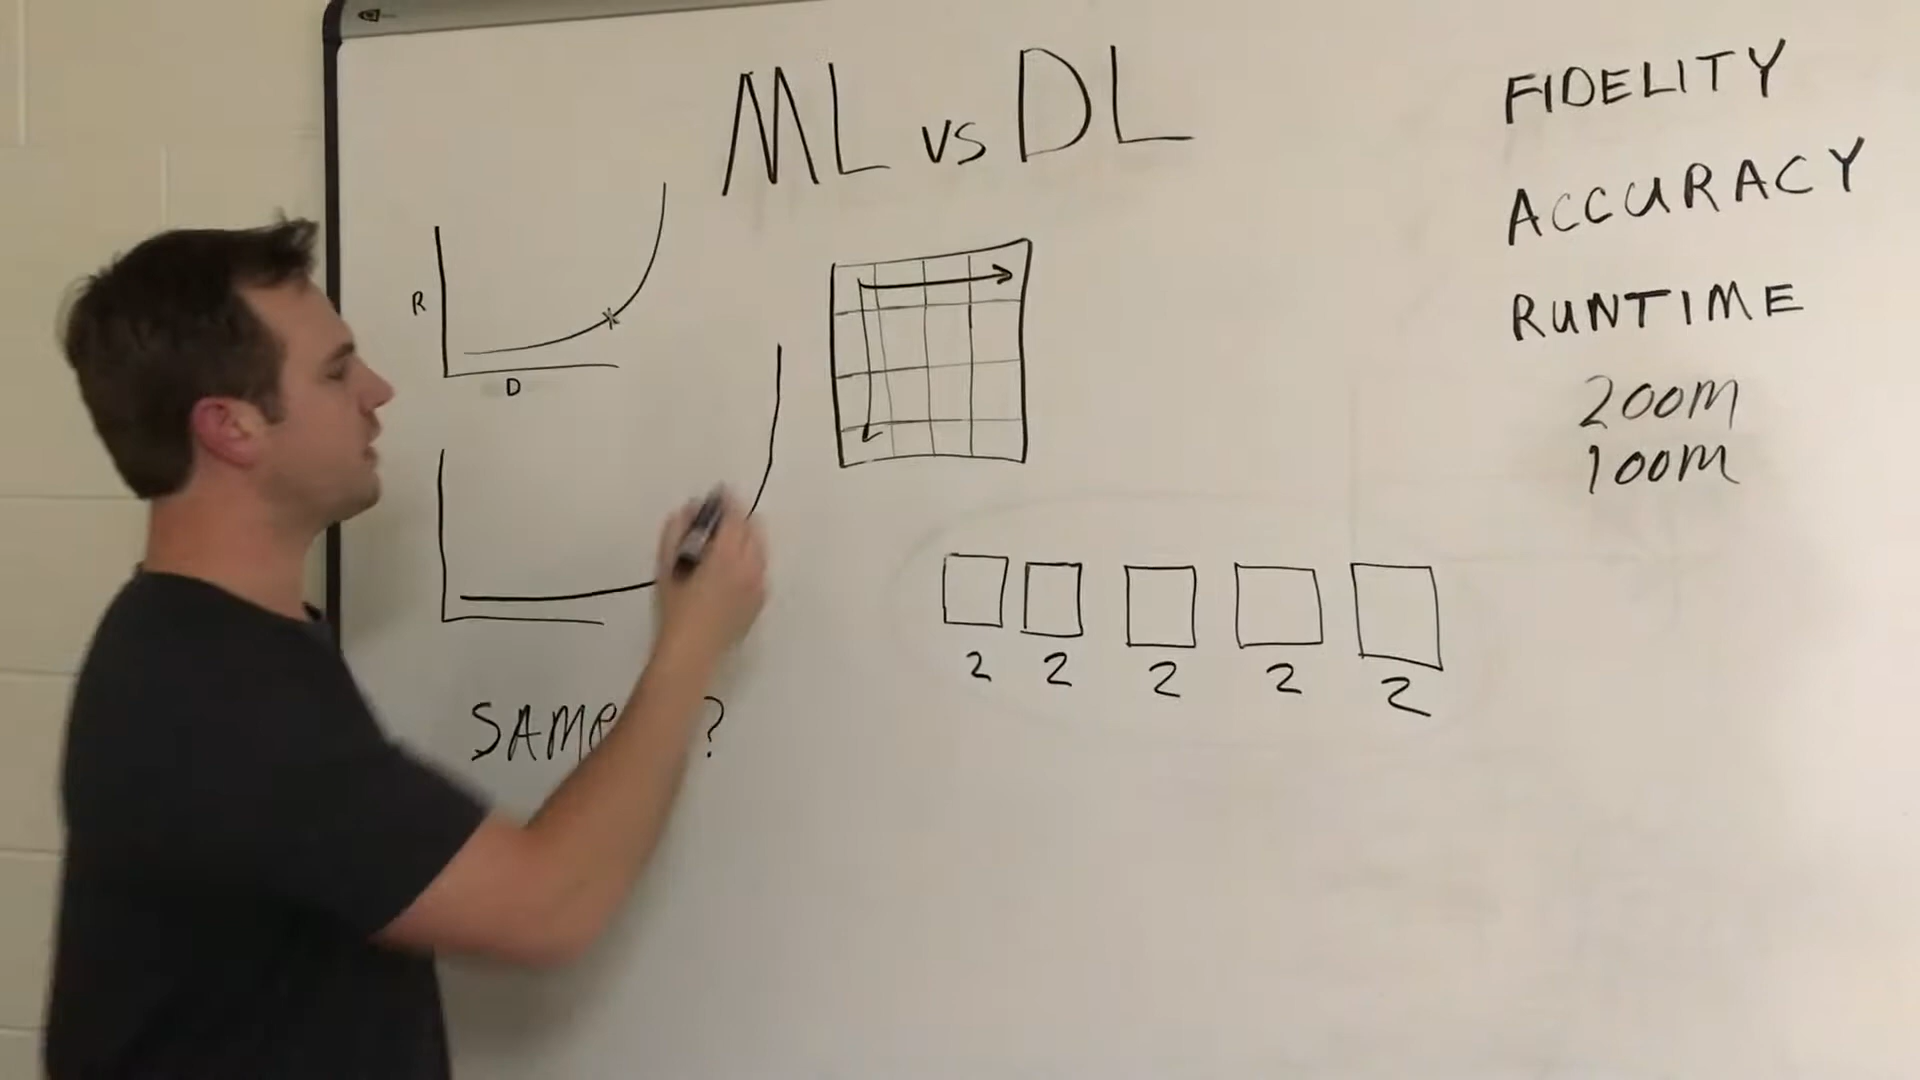 ML vs DL
R
D
?
2 2 2 2 2
FIDELITY
ACCURACY
RUNTIME
200m
100m